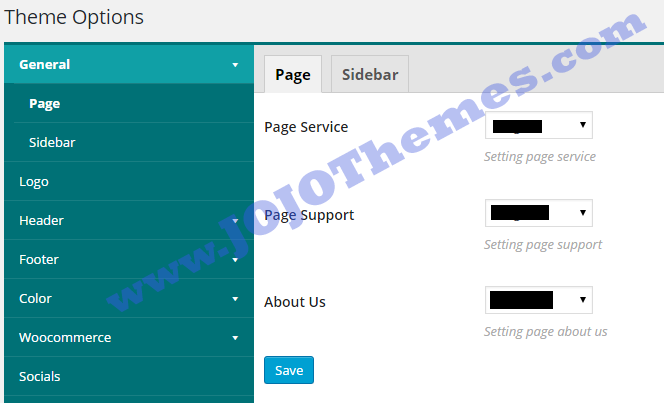 Theme Options
General
Page
Sidebar
Logo
Header
Footer
Color
Woocommerce
Socials
Page Sidebar
Page Service
Setting page service
Page Support
Setting page support
About Us
Setting page about us
Save
www.JOJOThemes.com